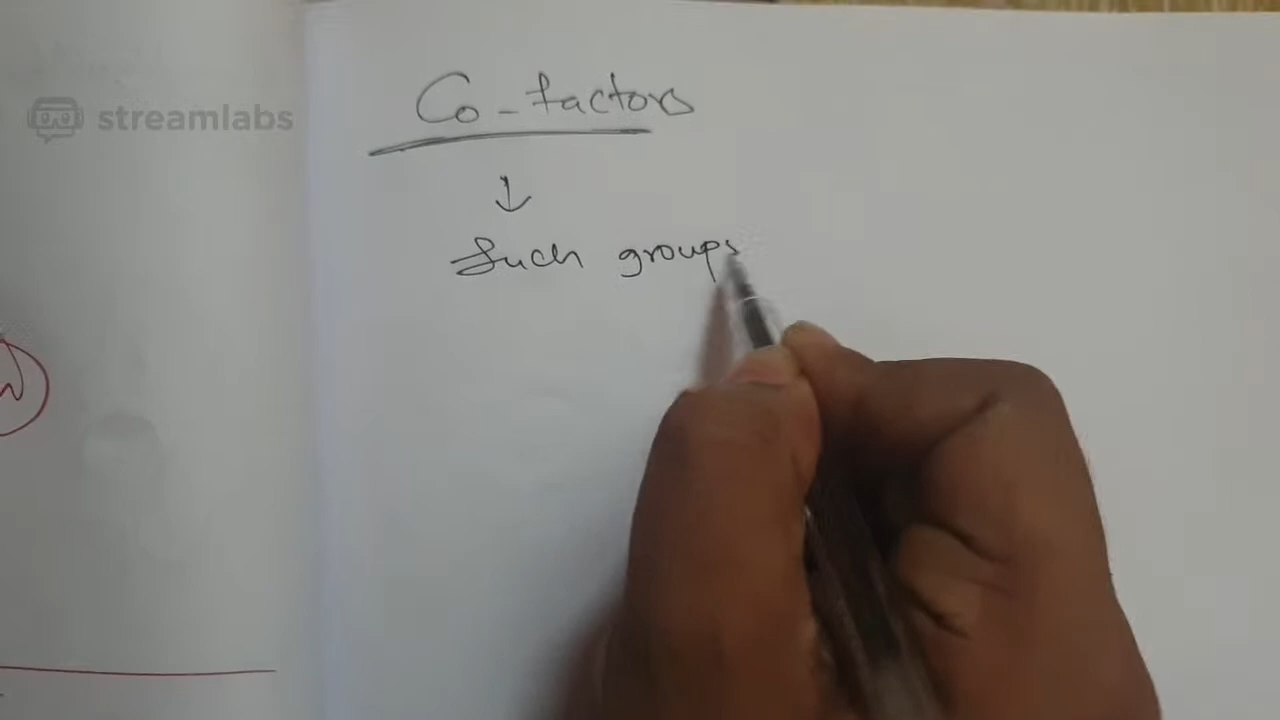 streamlabs
Co-factors
↓
Such groups